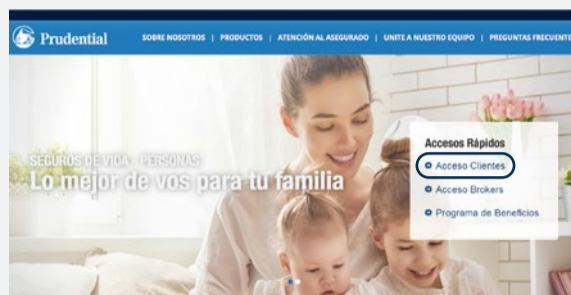 Prudential
SOBRE NOSOTROS | PRODUCTOS | ATENCIÓN AL ASEGURADO | UNITE A NUESTRO EQUIPO | PREGUNTAS FRECUENTE
SEGUROS DE VIDA - PERSONAS
Lo mejor de vos para tu familia
Accesos Rápidos
Acceso Clientes
Acceso Brokers
Programa de Beneficios